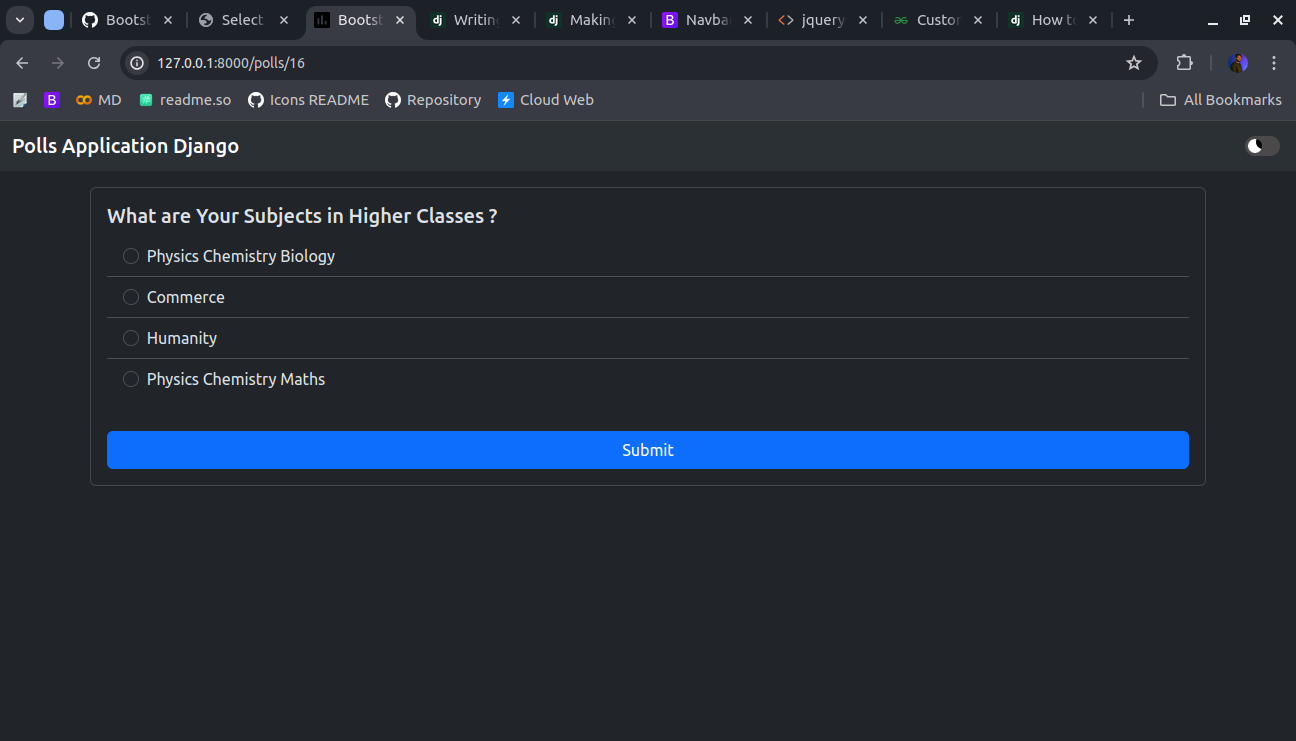 Bootst Select Bootst Writing Making Navba jquery Custor How to
127.0.0.1:8000/polls/16
MD readme.so Icons README Repository Cloud Web All Bookmarks
Polls Application Django
What are Your Subjects in Higher Classes ?
Physics Chemistry Biology
Commerce
Humanity
Physics Chemistry Maths
Submit